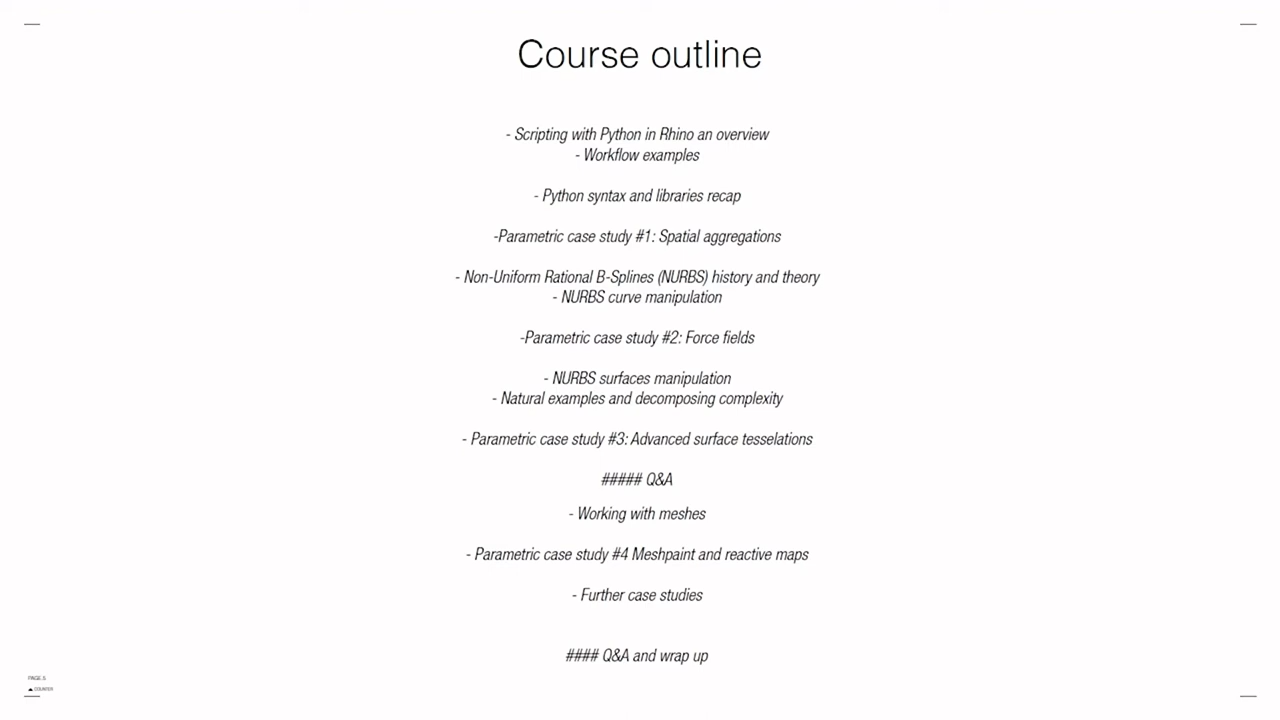 Course outline
- Scripting with Python in Rhino an overview
- Workflow examples
- Python syntax and libraries recap
-Parametric case study #1: Spatial aggregations
- Non-Uniform Rational B-Splines (NURBS) history and theory
- NURBS curve manipulation
-Parametric case study #2: Force fields
- NURBS surfaces manipulation
- Natural examples and decomposing complexity
- Parametric case study #3: Advanced surface tesselations
##### Q&A
- Working with meshes
- Parametric case study #4 Meshpaint and reactive maps
- Further case studies
#### Q&A and wrap up
PAGE.5
COUNTER